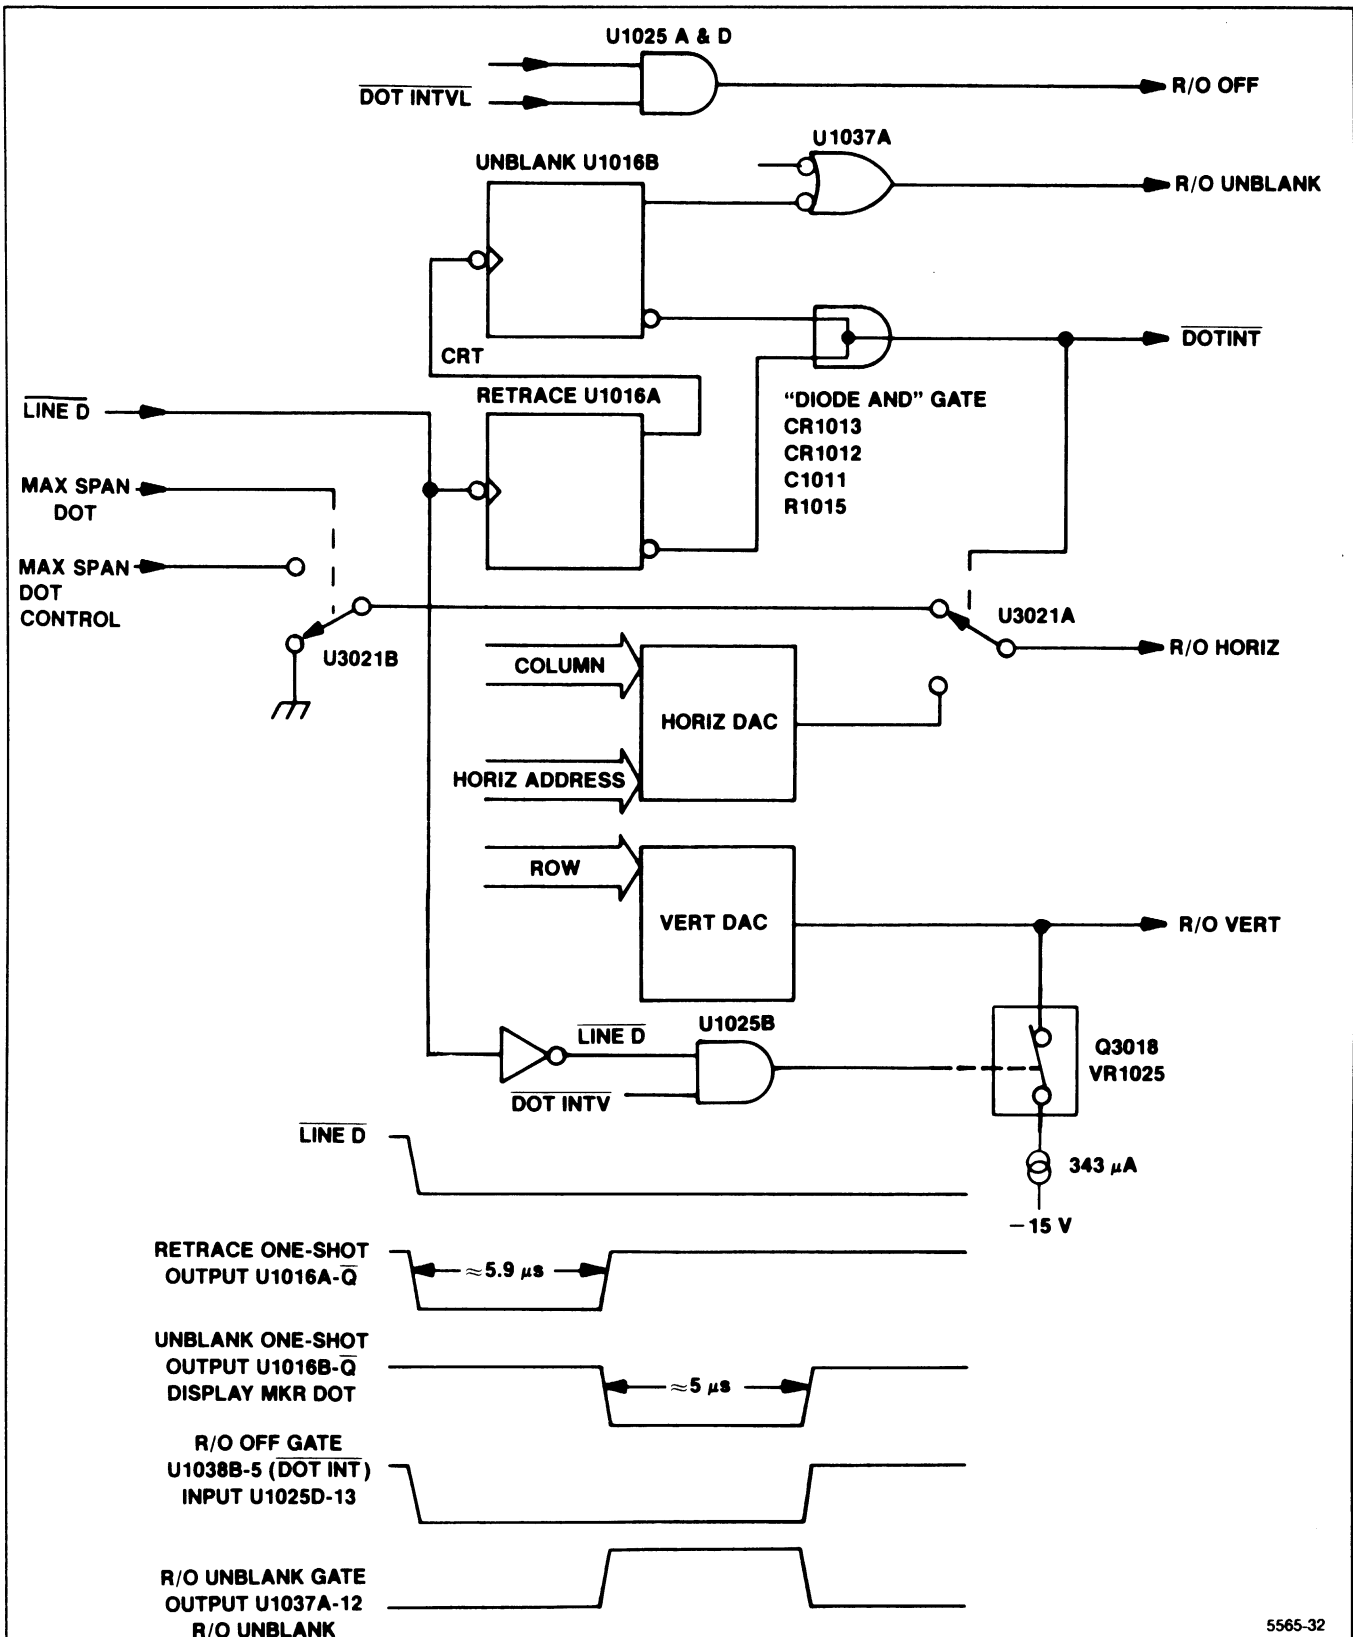 U1025 A & D
DOT INTVL
R/O OFF
U1037A
UNBLANK U1016B
R/O UNBLANK
CRT
DOTINT
RETRACE U1016A
LINE D
"DIODE AND" GATE
CR1013
CR1012
C1011
R1015
MAX SPAN
DOT
MAX SPAN
DOT
CONTROL
U3021B
U3021A
R/O HORIZ
COLUMN
HORIZ DAC
HORIZ ADDRESS
ROW
VERT DAC
R/O VERT
U1025B
LINE D
DOT INTV
Q3018
VR1025
343 µA
−15 V
LINE D
RETRACE ONE-SHOT
OUTPUT U1016A-Q̅
≈5.9 µs
UNBLANK ONE-SHOT
OUTPUT U1016B-Q̅
DISPLAY MKR DOT
≈5 µs
R/O OFF GATE
U1038B-5 (DOT INT)
INPUT U1025D-13
R/O UNBLANK GATE
OUTPUT U1037A-12
R/O UNBLANK
5565-32